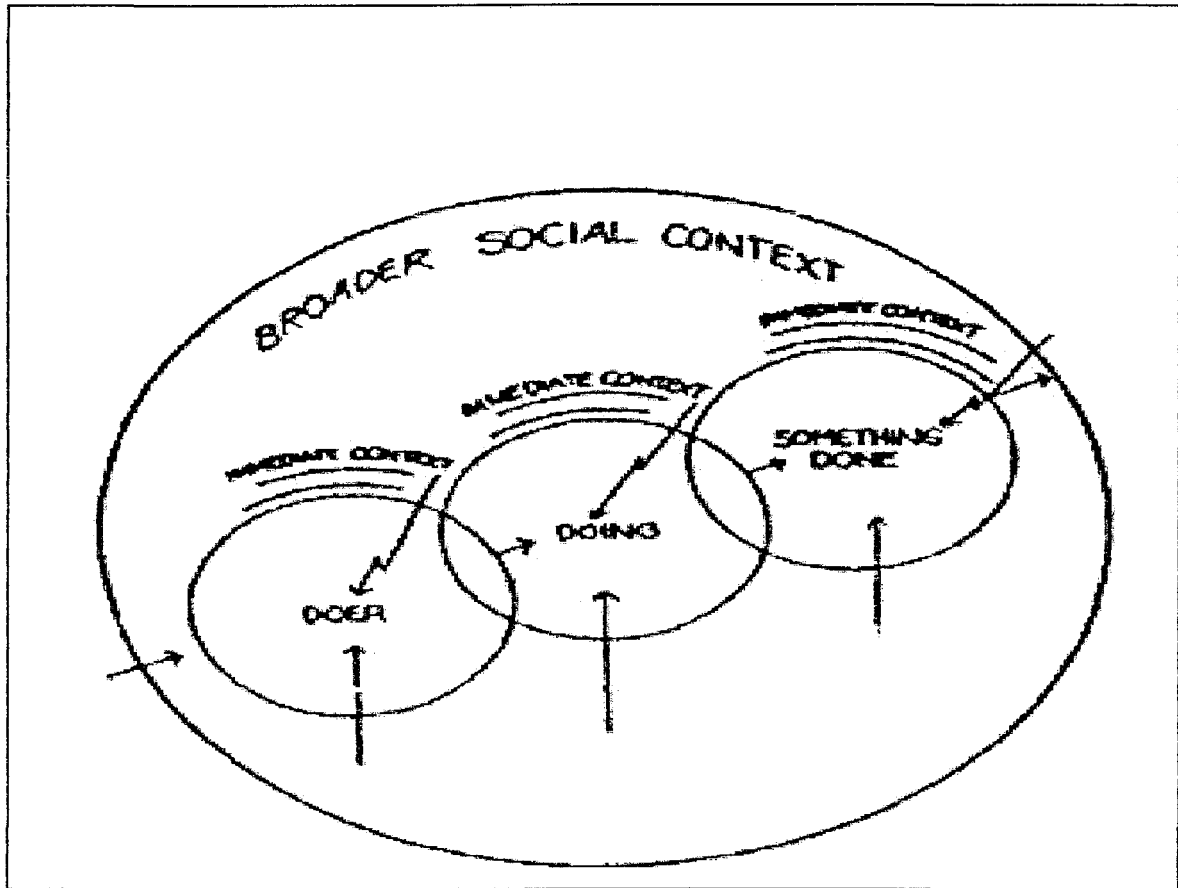 BROADER SOCIAL CONTEXT
IMMEDIATE CONTEXT
IMMEDIATE CONTEXT
IMMEDIATE CONTEXT
SOMETHING
DONE
DOING
DOER